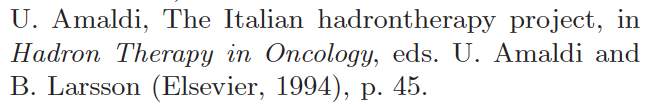 U. Amaldi, The Italian hadrontherapy project, in
Hadron Therapy in Oncology, eds. U. Amaldi and
B. Larsson (Elsevier, 1994), p. 45.